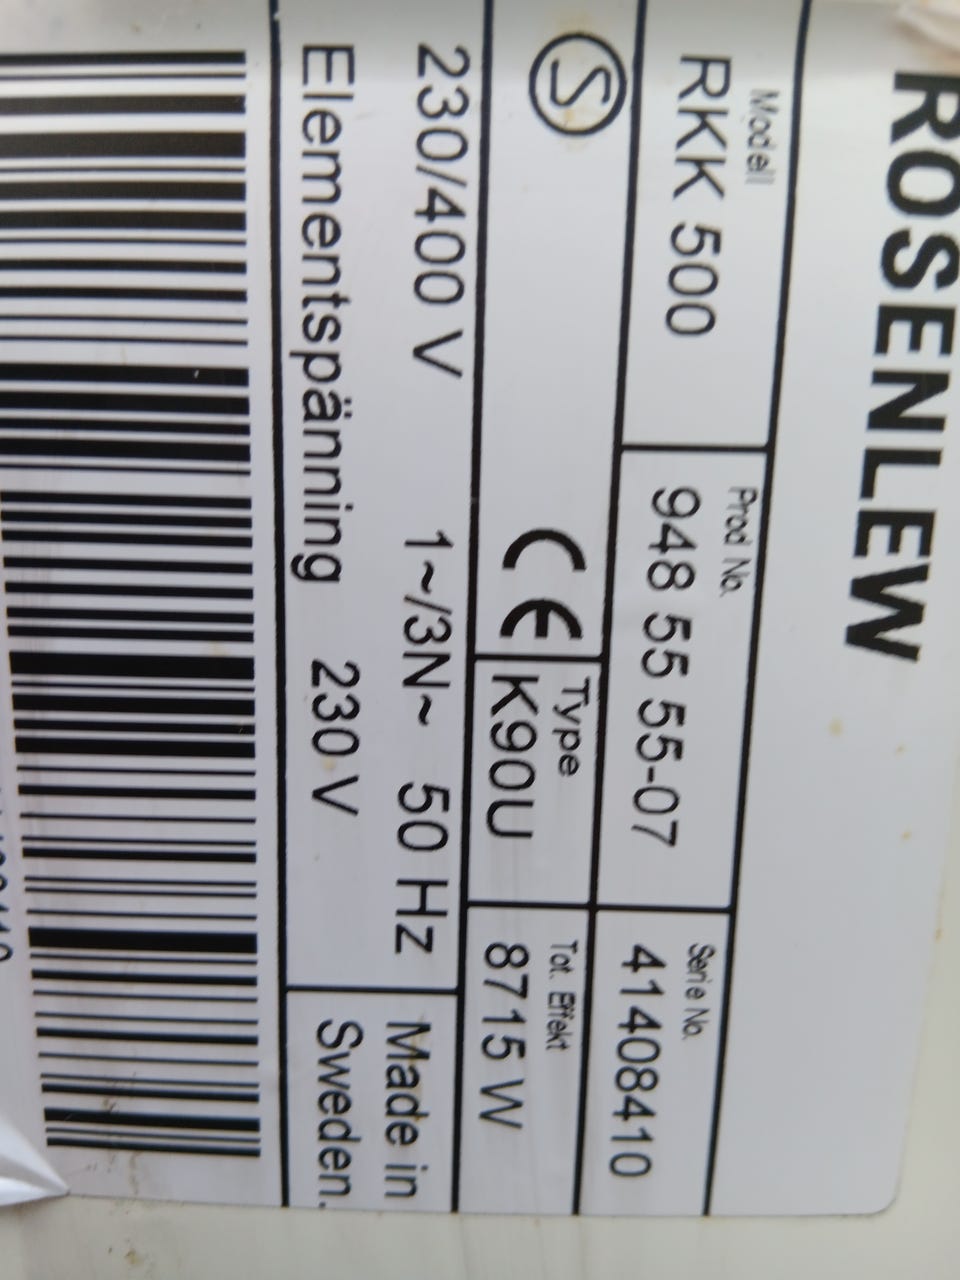 ROSENLEW
Modell
RKK 500
Prod No.
948 55 55-07
Serie No.
41408410
S
CE
Type
K90U
Tot. Effekt
8715 W
230/400 V 1~/3N~ 50 Hz
Elementspänning 230 V
Made in
Sweden.